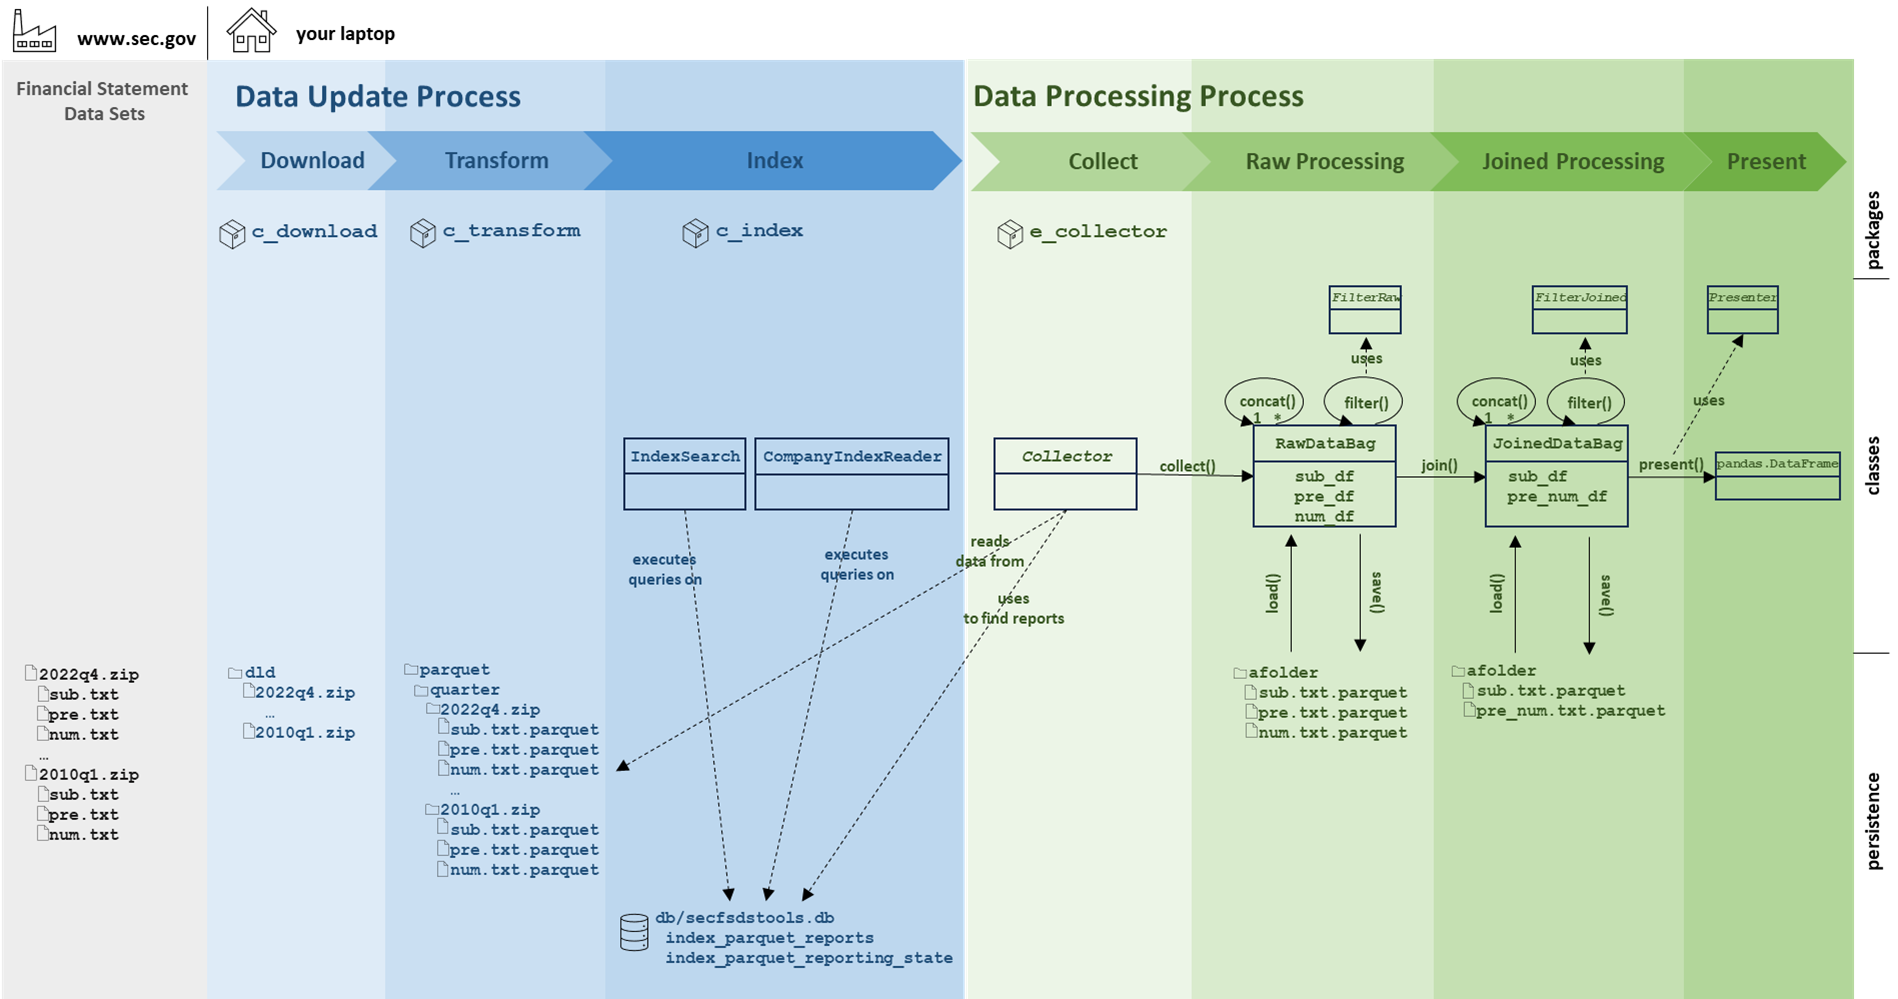 www.sec.gov
your laptop
Financial Statement
Data Sets
Data Update Process
Data Processing Process
Download
Transform
Index
Collect
Raw Processing
Joined Processing
Present
c_download
c_transform
c_index
e_collector
packages
FilterRaw
FilterJoined
Presenter
uses
uses
uses
concat()
1 *
filter()
concat()
1 *
filter()
IndexSearch
CompanyIndexReader
Collector
collect()
RawDataBag
sub_df
pre_df
num_df
join()
JoinedDataBag
sub_df
pre_num_df
present()
pandas.DataFrame
classes
executes
queries on
executes
queries on
reads
data from
uses
to find reports
load()
save()
load()
save()
2022q4.zip
sub.txt
pre.txt
num.txt
...
2010q1.zip
sub.txt
pre.txt
num.txt
dld
2022q4.zip
...
2010q1.zip
parquet
quarter
2022q4.zip
sub.txt.parquet
pre.txt.parquet
num.txt.parquet
...
2010q1.zip
sub.txt.parquet
pre.txt.parquet
num.txt.parquet
afolder
sub.txt.parquet
pre.txt.parquet
num.txt.parquet
afolder
sub.txt.parquet
pre_num.txt.parquet
persistence
db/secfsdstools.db
index_parquet_reports
index_parquet_reporting_state